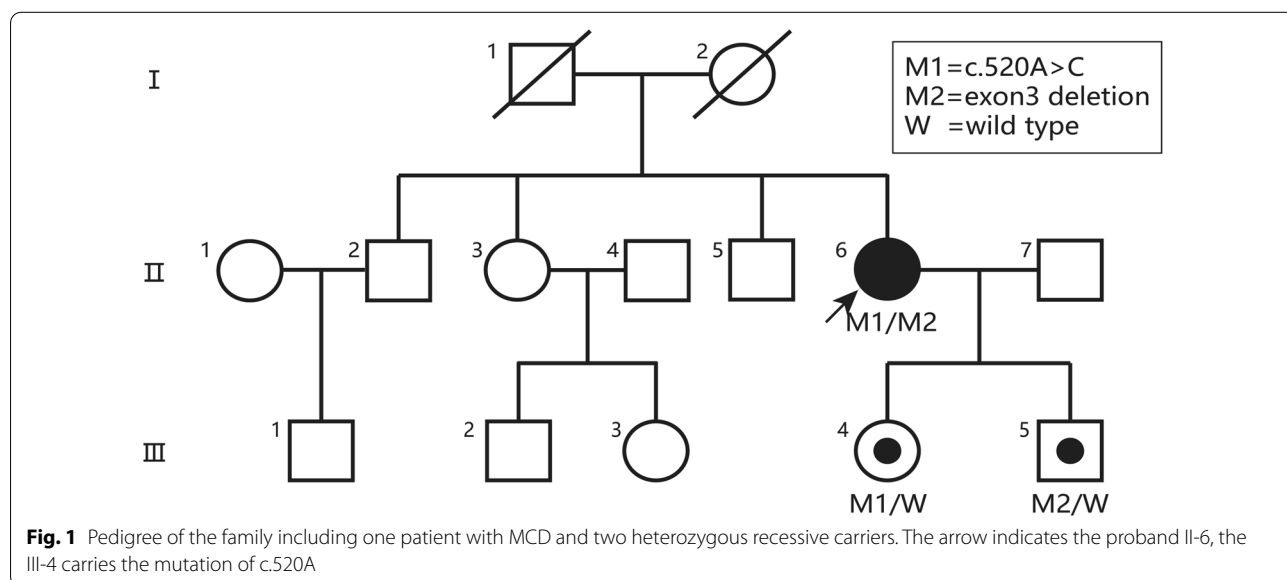 1
2
I
M1=c.520A>C
M2=exon3 deletion
W =wild type
1
2
3
4
5
6
7
II
M1/M2
1
2
3
4
5
III
M1/W
M2/W
Fig. 1 Pedigree of the family including one patient with MCD and two heterozygous recessive carriers. The arrow indicates the proband II-6, the
III-4 carries the mutation of c.520A